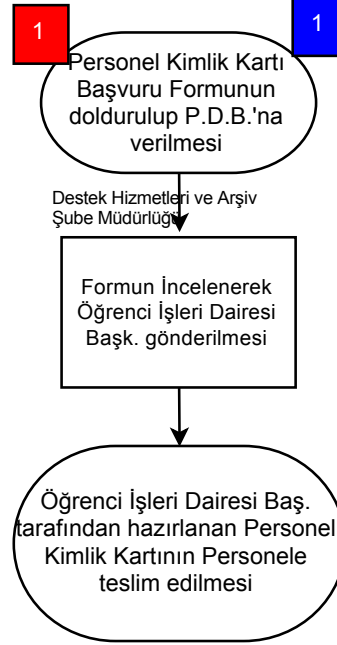 1
1
Personel Kimlik Kartı
Başvuru Formunun
doldurulup P.D.B.'na
verilmesi
Destek Hizmetleri ve Arşiv
Şube Müdürlüğü
Formun İncelenerek
Öğrenci İşleri Dairesi
Başk. gönderilmesi
Öğrenci İşleri Dairesi Baş.
tarafından hazırlanan Personel
Kimlik Kartının Personele
teslim edilmesi